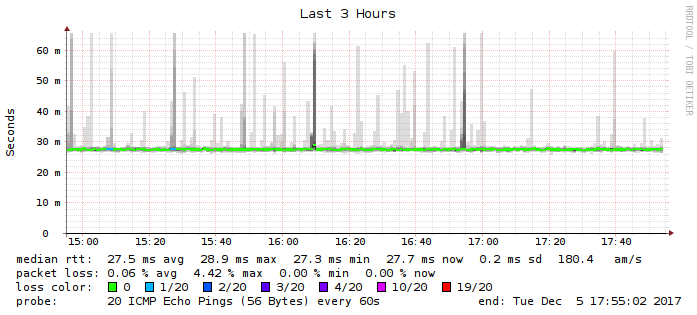 Last 3 Hours
RRDTOOL / TOBI OETIKER
Seconds
60 m
50 m
40 m
30 m
20 m
10 m
0
15:00 15:20 15:40 16:00 16:20 16:40 17:00 17:20 17:40
median rtt: 27.5 ms avg 28.9 ms max 27.3 ms min 27.7 ms now 0.2 ms sd 180.4 am/s
packet loss: 0.06 % avg 4.42 % max 0.00 % min 0.00 % now
loss color: 0 1/20 2/20 3/20 4/20 10/20 19/20
probe: 20 ICMP Echo Pings (56 Bytes) every 60s end: Tue Dec 5 17:55:02 2017